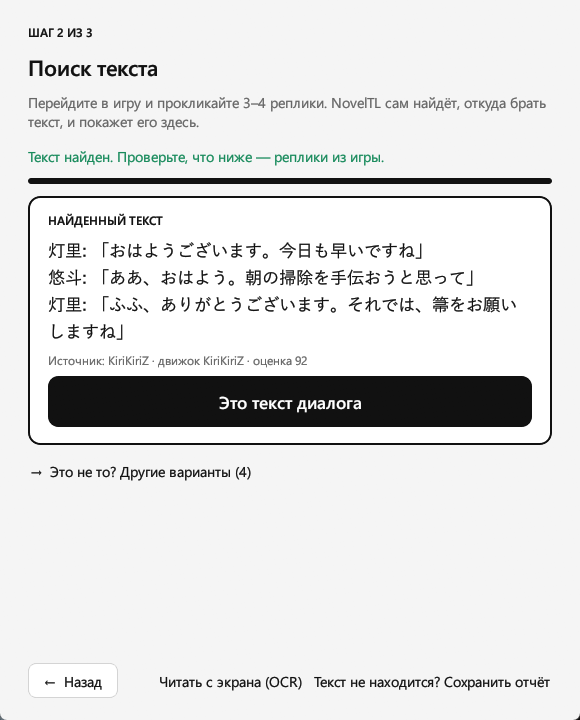 ШАГ 2 ИЗ 3
Поиск текста
Перейдите в игру и прокликайте 3–4 реплики. NovelTL сам найдёт, откуда брать
текст, и покажет его здесь.
Текст найден. Проверьте, что ниже — реплики из игры.
НАЙДЕННЫЙ ТЕКСТ
灯里: 「おはようございます。今日も早いですね」
悠斗: 「ああ、おはよう。朝の掃除を手伝おうと思って」
灯里: 「ふふ、ありがとうございます。それでは、箒をお願い
しますね」
Источник: KiriKiriZ · движок KiriKiriZ · оценка 92
Это текст диалога
→ Это не то? Другие варианты (4)
← Назад
Читать с экрана (OCR)
Текст не находится? Сохранить отчёт